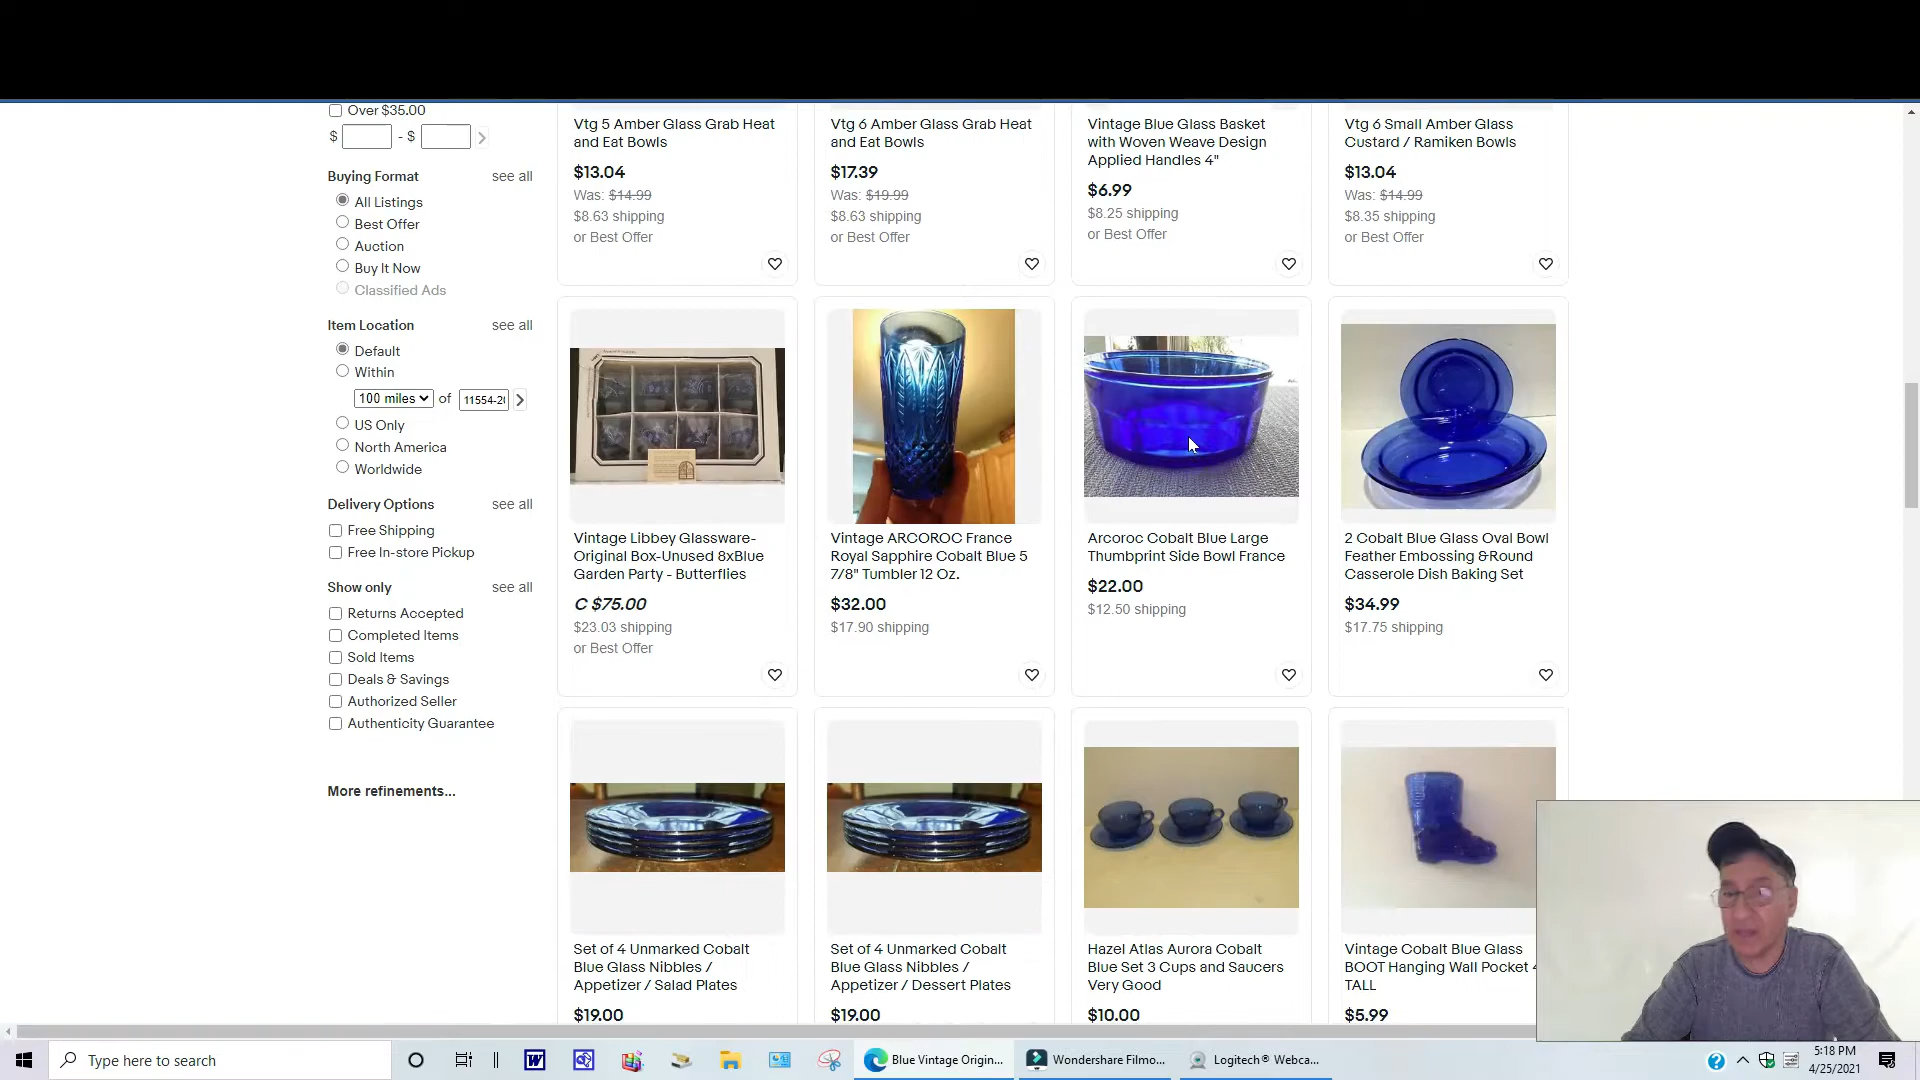 Over $35.00
$ - $
Buying Format see all
All Listings
Best Offer
Auction
Buy It Now
Classified Ads
Item Location see all
Default
Within
100 miles of 11554-2
US Only
North America
Worldwide
Delivery Options see all
Free Shipping
Free In-store Pickup
Show only see all
Returns Accepted
Completed Items
Sold Items
Deals & Savings
Authorized Seller
Authenticity Guarantee
More refinements...
Vtg 5 Amber Glass Grab Heat
and Eat Bowls
$13.04
Was: $14.99
$8.63 shipping
or Best Offer
Vtg 6 Amber Glass Grab Heat
and Eat Bowls
$17.39
Was: $19.99
$8.63 shipping
or Best Offer
Vintage Blue Glass Basket
with Woven Weave Design
Applied Handles 4"
$6.99
$8.25 shipping
or Best Offer
Vtg 6 Small Amber Glass
Custard / Ramiken Bowls
$13.04
Was: $14.99
$8.35 shipping
or Best Offer
Vintage Libbey Glassware-
Original Box-Unused 8xBlue
Garden Party - Butterflies
C $75.00
$23.03 shipping
or Best Offer
Vintage ARCOROC France
Royal Sapphire Cobalt Blue 5
7/8" Tumbler 12 Oz.
$32.00
$17.90 shipping
Arcoroc Cobalt Blue Large
Thumbprint Side Bowl France
$22.00
$12.50 shipping
2 Cobalt Blue Glass Oval Bowl
Feather Embossing &Round
Casserole Dish Baking Set
$34.99
$17.75 shipping
Set of 4 Unmarked Cobalt
Blue Glass Nibbles /
Appetizer / Salad Plates
$19.00
Set of 4 Unmarked Cobalt
Blue Glass Nibbles /
Appetizer / Dessert Plates
$19.00
Hazel Atlas Aurora Cobalt
Blue Set 3 Cups and Saucers
Very Good
$10.00
Vintage Cobalt Blue Glass
BOOT Hanging Wall Pocket
TALL
$5.99
Type here to search
Blue Vintage Origin...
Wondershare Filmo...
Logitech® Webca...
5:18 PM
4/25/2021